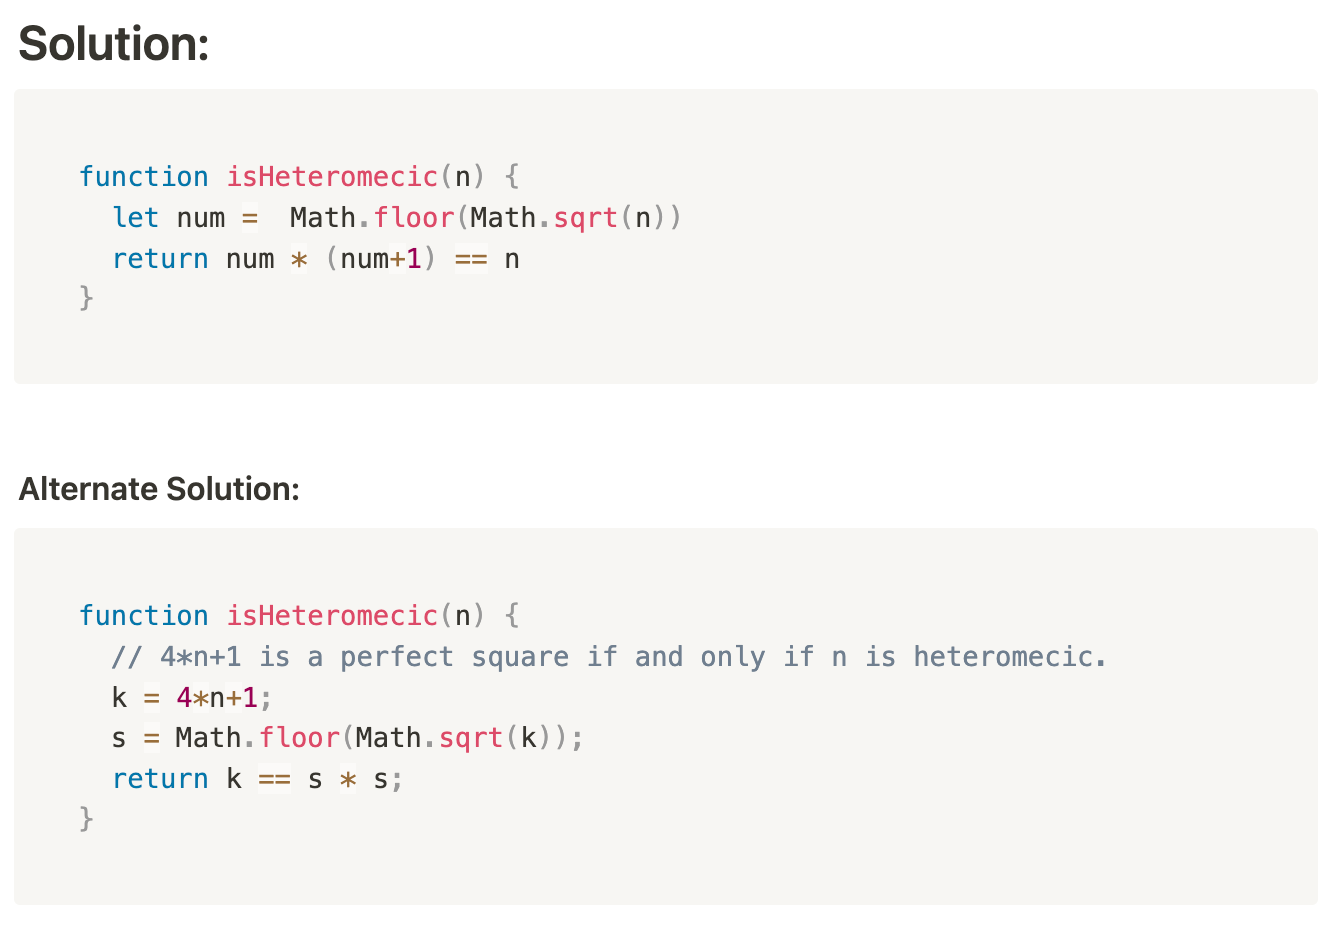 Solution:
function isHeteromecic(n) {
  let num =  Math.floor(Math.sqrt(n))
  return num * (num+1) == n
}
Alternate Solution:
function isHeteromecic(n) {
  // 4*n+1 is a perfect square if and only if n is heteromecic.
  k = 4*n+1;
  s = Math.floor(Math.sqrt(k));
  return k == s * s;
}